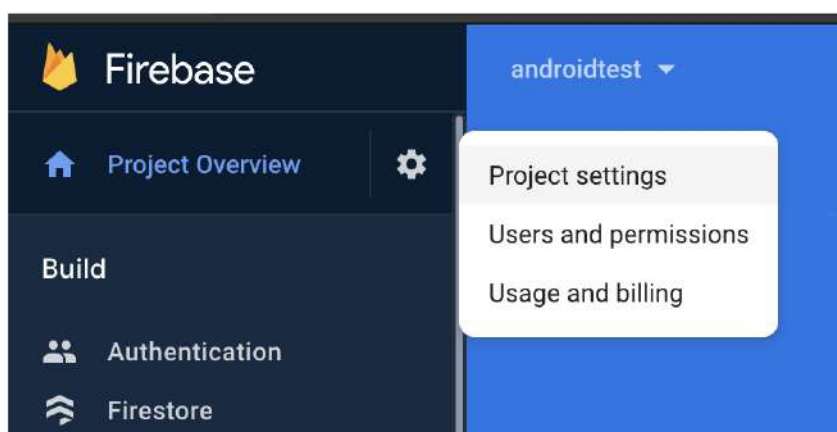 Firebase
androidtest
Project Overview
Project settings
Users and permissions
Build
Usage and billing
Authentication
Firestore